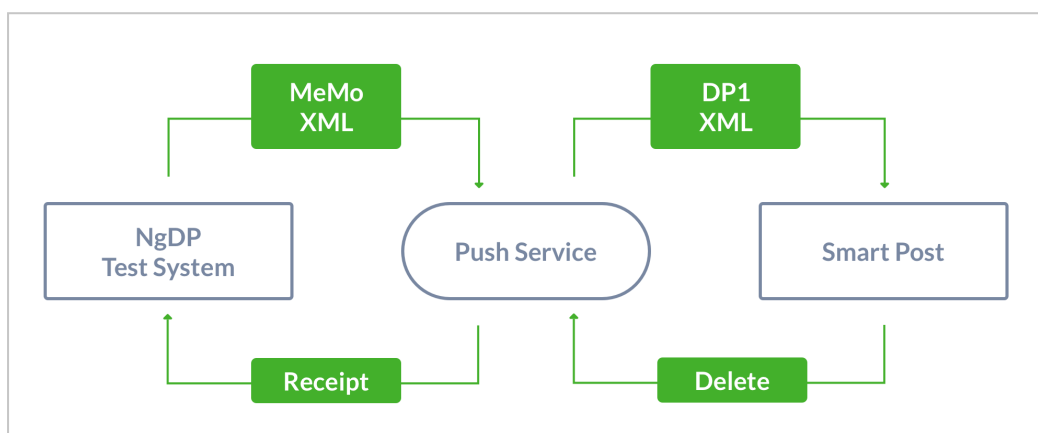 MeMo
XML
DP1
XML
NgDP
Test System
Push Service
Smart Post
Receipt
Delete